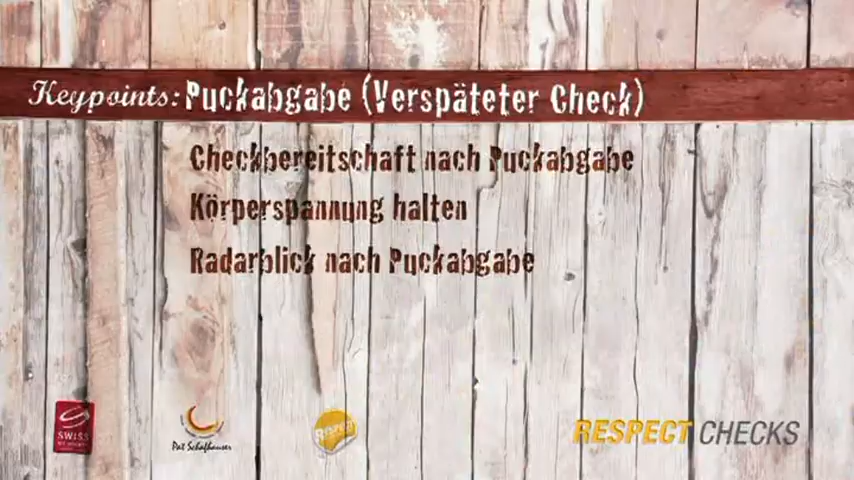 Keypoints: Puckabgabe (Verspäteter Check)
Checkbereitschaft nach Puckabgabe
Körperspannung halten
Radarblick nach Puckabgabe
SWISS
Pat Schafhauser
RESPECT CHECKS